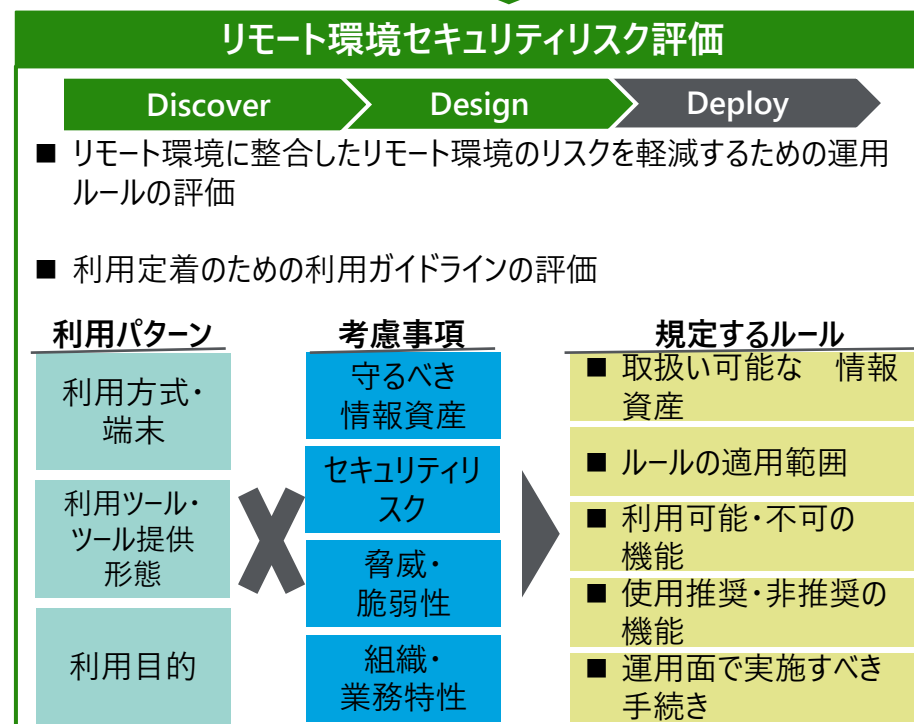 リモート環境セキュリティリスク評価
Discover
Design
Deploy
■ リモート環境に整合したリモート環境のリスクを軽減するための運用
ルールの評価
■ 利用定着のための利用ガイドラインの評価
利用パターン
利用方式・
端末
利用ツール・
ツール提供
形態
利用目的
考慮事項
守るべき
情報資産
セキュリティリ
スク
脅威・
脆弱性
組織・
業務特性
規定するルール
■ 取扱い可能な　情報
資産
■ ルールの適用範囲
■ 利用可能・不可の
機能
■ 使用推奨・非推奨の
機能
■ 運用面で実施すべき
手続き